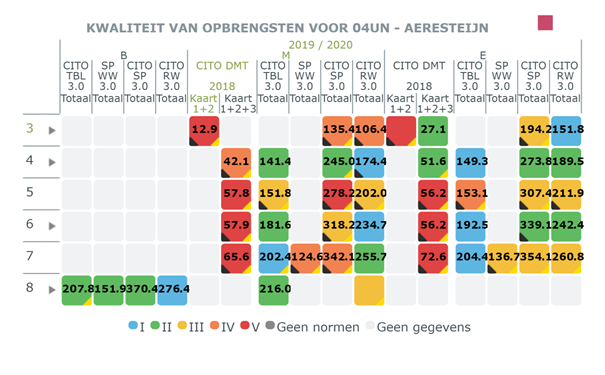 KWALITEIT VAN OPBRENGSTEN VOOR 04UN - AERESTEIJN
2019 / 2020
B M E
CITO TBL 3.0 Totaal
SP WW 3.0 Totaal
CITO SP 3.0 Totaal
CITO RW 3.0 Totaal
CITO DMT 2018 Kaart 1+2 Kaart 1+2+3
CITO TBL 3.0 Totaal
SP WW 3.0 Totaal
CITO SP 3.0 Totaal
CITO RW 3.0 Totaal
CITO DMT 2018 Kaart 1+2 Kaart 1+2+3
CITO TBL 3.0 Totaal
SP WW 3.0 Totaal
CITO SP 3.0 Totaal
CITO RW 3.0 Totaal
3 12.9 135.4 106.4 27.1 194.2 151.8
4 42.1 141.4 245.0 174.4 51.6 149.3 273.8 189.5
5 57.8 151.8 278.2 202.0 56.2 153.1 307.4 211.9
6 57.9 181.6 318.2 234.7 56.2 192.5 339.1 242.4
7 65.6 202.4 124.6 342.1 255.7 72.6 204.4 136.7 354.1 260.8
8 207.8 151.9 370.4 276.4 216.0
I II III IV V Geen normen Geen gegevens